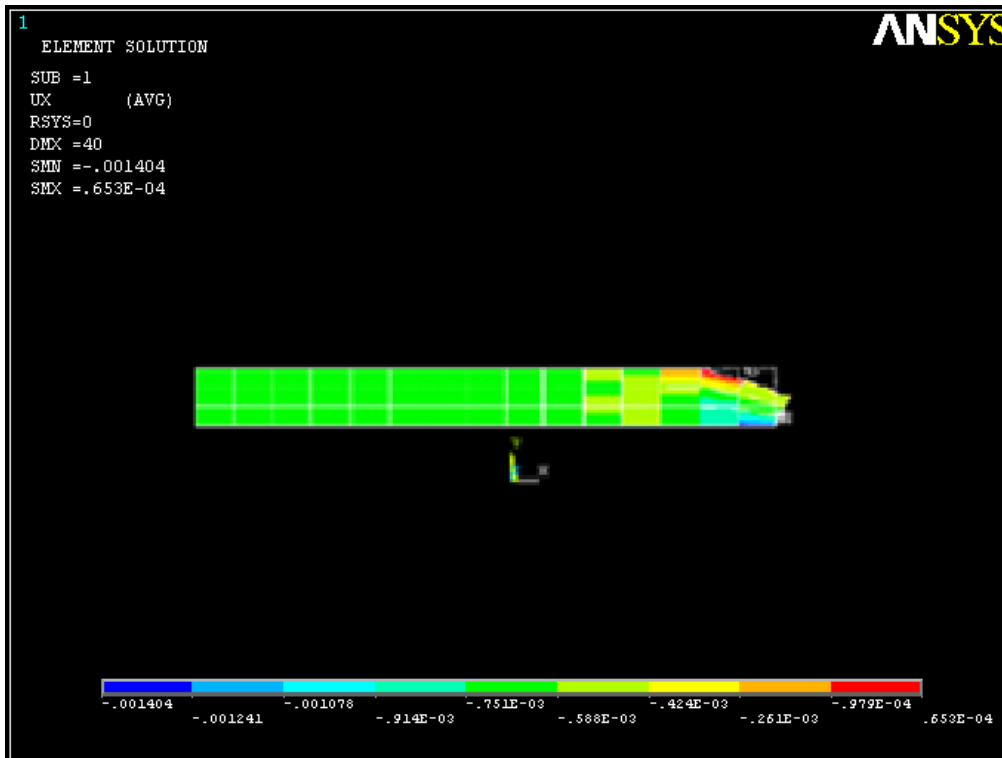 1
ANSYS
ELEMENT SOLUTION
SUB =1
UX (AVG)
RSYS=0
DMX =40
SMN =-.001404
SMX =.653E-04
-.001404 -.001078 -.751E-03 -.424E-03 -.979E-04
-.001241 -.914E-03 -.588E-03 -.261E-03 .653E-04